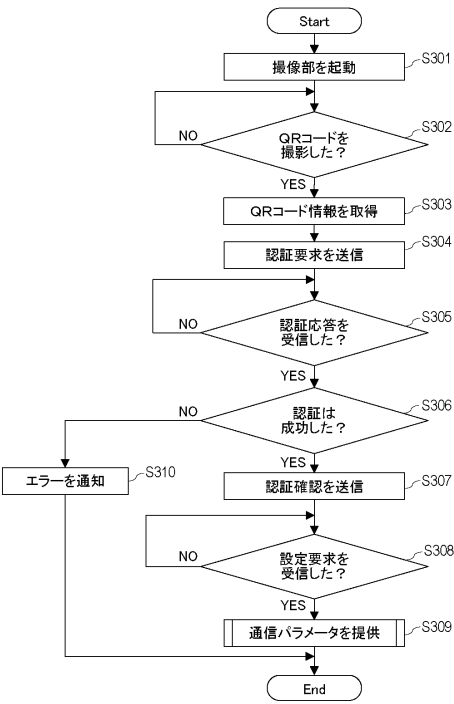 Start
撮像部を起動
S301
QRコードを
撮影した？
S302
NO
YES
QRコード情報を取得
S303
認証要求を送信
S304
認証応答を
受信した？
S305
NO
YES
認証は
成功した？
S306
NO
YES
エラーを通知
S310
認証確認を送信
S307
設定要求を
受信した？
S308
NO
YES
通信パラメータを提供
S309
End